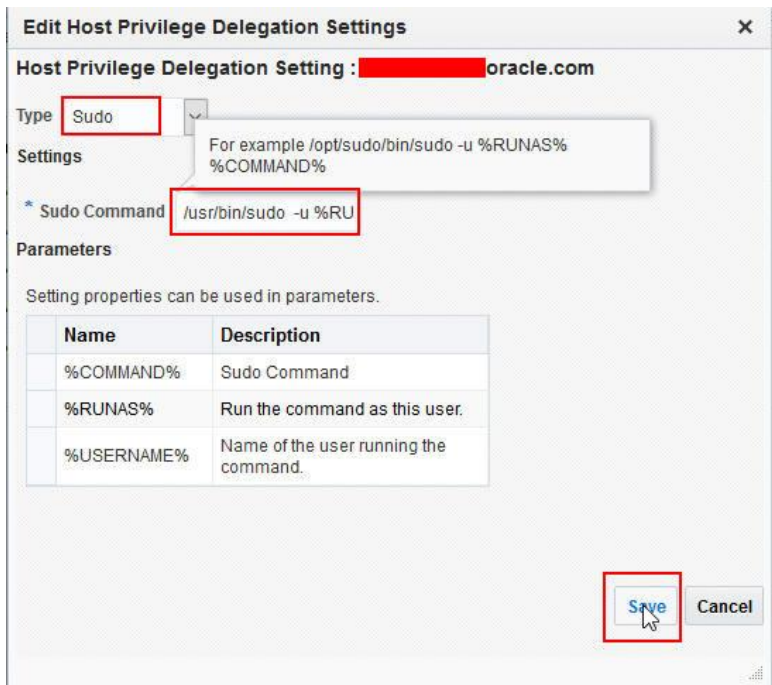 Edit Host Privilege Delegation Settings
Host Privilege Delegation Setting : oracle.com
Type Sudo
For example /opt/sudo/bin/sudo -u %RUNAS%
%COMMAND%
Settings
* Sudo Command /usr/bin/sudo -u %RU
Parameters
Setting properties can be used in parameters.
Name Description
%COMMAND% Sudo Command
%RUNAS% Run the command as this user.
%USERNAME% Name of the user running the
command.
Save Cancel